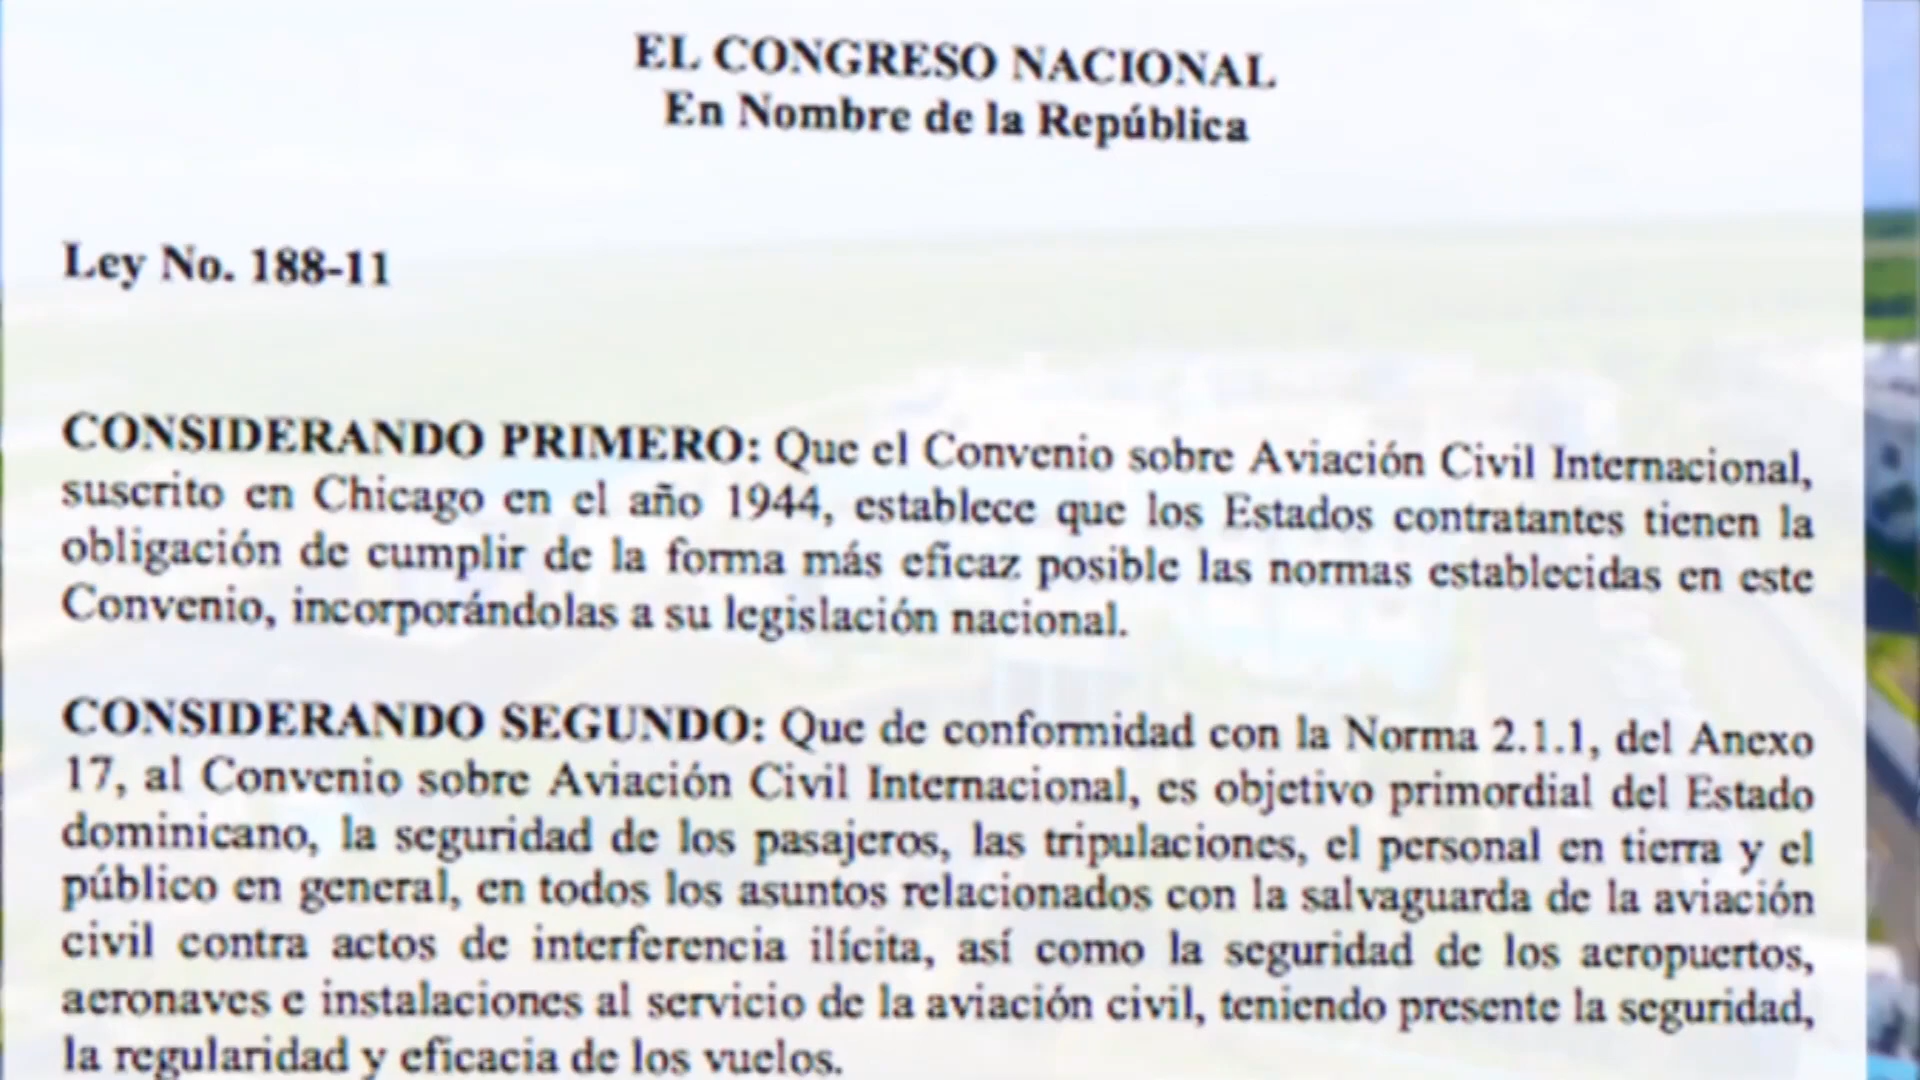 EL CONGRESO NACIONAL
En Nombre de la República
Ley No. 188-11
CONSIDERANDO PRIMERO: Que el Convenio sobre Aviación Civil Internacional,
suscrito en Chicago en el año 1944, establece que los Estados contratantes tienen la
obligación de cumplir de la forma más eficaz posible las normas establecidas en este
Convenio, incorporándolas a su legislación nacional.
CONSIDERANDO SEGUNDO: Que de conformidad con la Norma 2.1.1, del Anexo
17, al Convenio sobre Aviación Civil Internacional, es objetivo primordial del Estado
dominicano, la seguridad de los pasajeros, las tripulaciones, el personal en tierra y el
público en general, en todos los asuntos relacionados con la salvaguarda de la aviación
civil contra actos de interferencia ilícita, así como la seguridad de los aeropuertos,
aeronaves e instalaciones al servicio de la aviación civil, teniendo presente la seguridad,
la regularidad y eficacia de los vuelos.